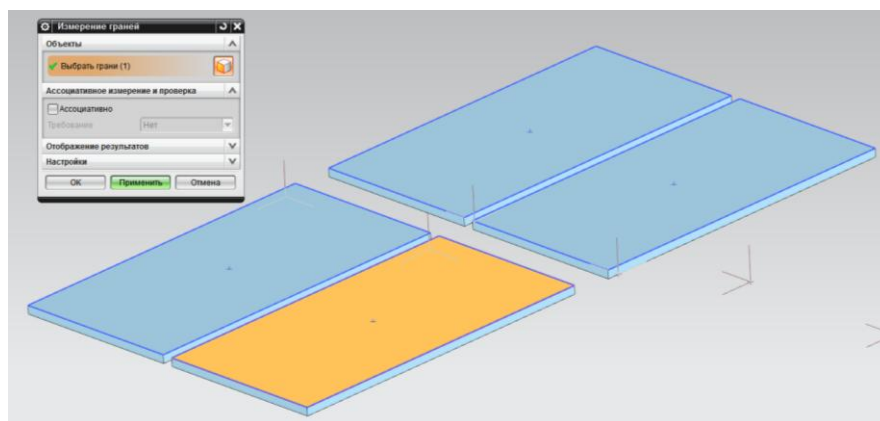 Измерение граней
Объекты
Выбрать грани (1)
Ассоциативное измерение и проверка
Ассоциативно
Требование Нет
Отображение результатов
Настройки
ОК Применить Отмена